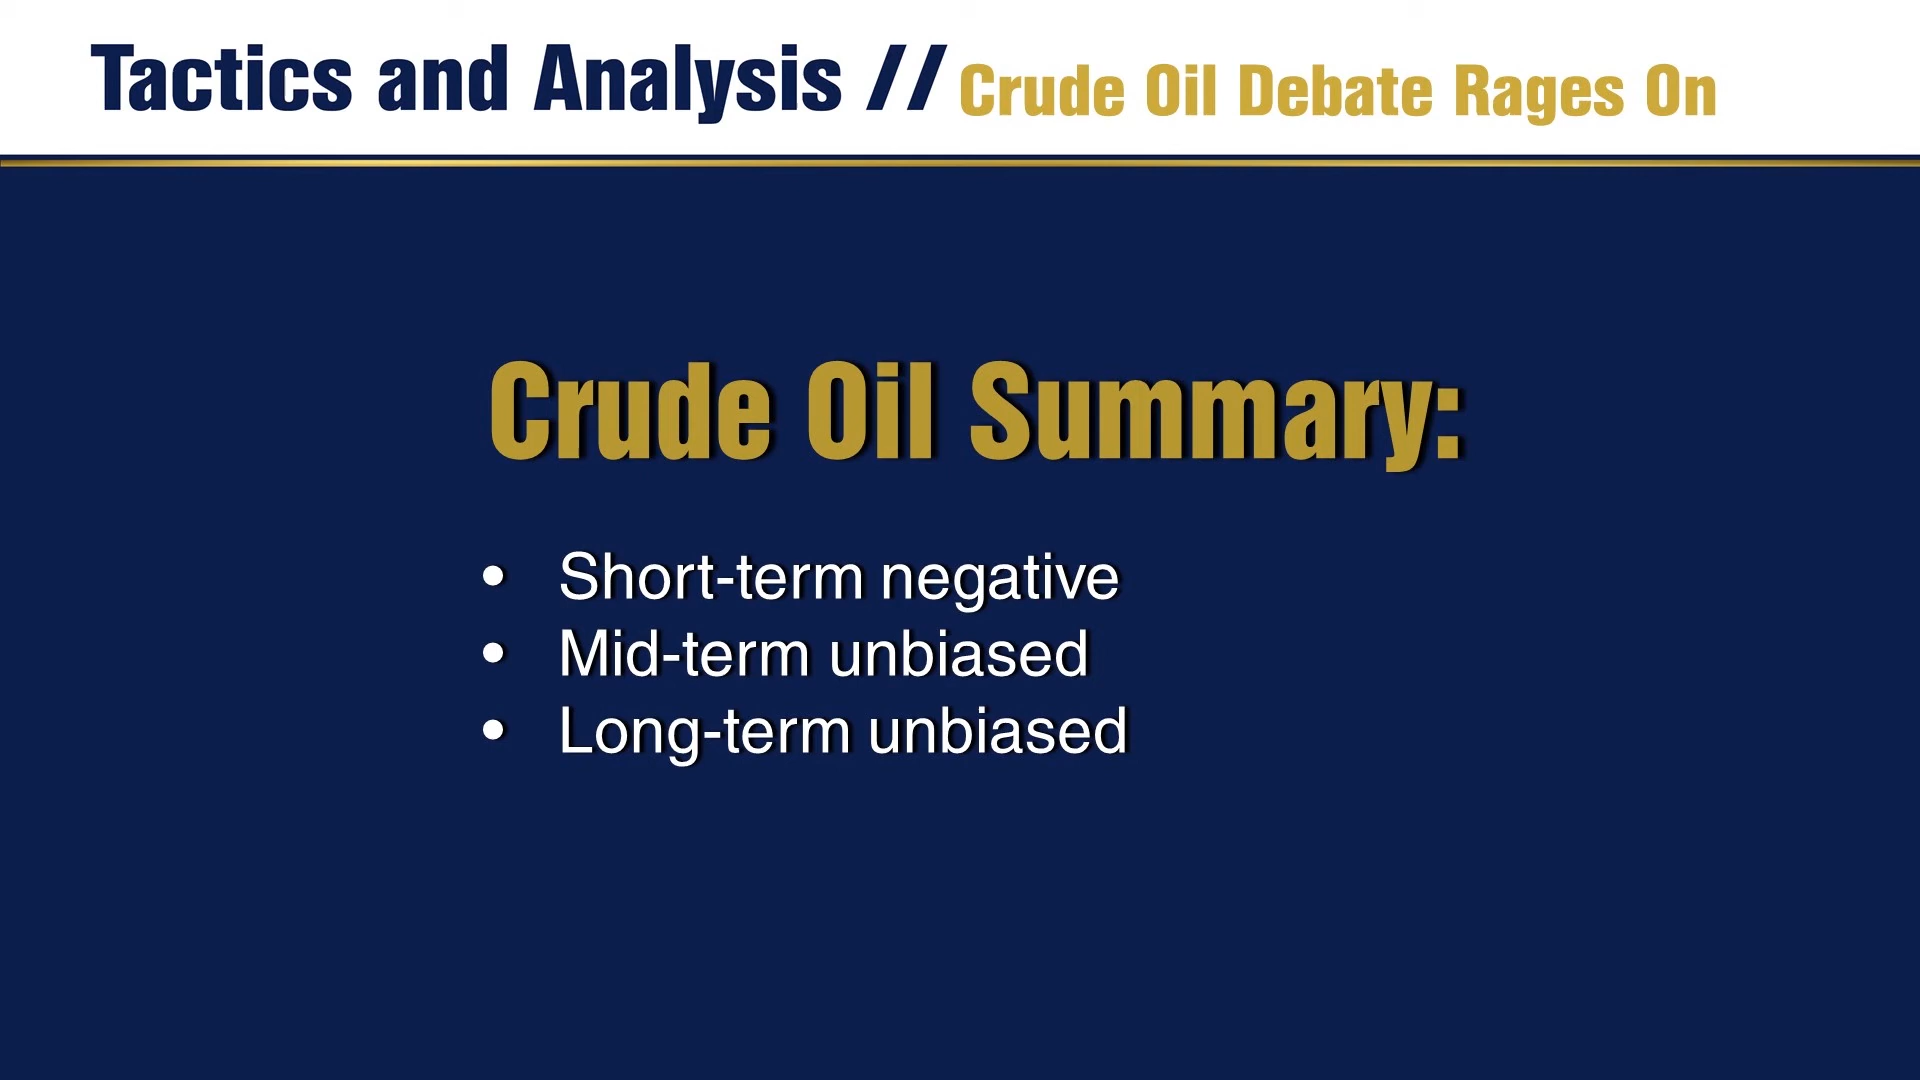 Tactics and Analysis // Crude Oil Debate Rages On
Crude Oil Summary:
• Short-term negative
• Mid-term unbiased
• Long-term unbiased